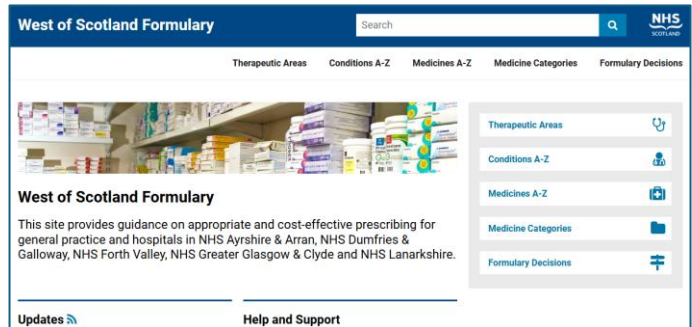 West of Scotland Formulary
Search
NHS
SCOTLAND
Therapeutic Areas
Conditions A-Z
Medicines A-Z
Medicine Categories
Formulary Decisions
Therapeutic Areas
Conditions A-Z
Medicines A-Z
Medicine Categories
Formulary Decisions
West of Scotland Formulary
This site provides guidance on appropriate and cost-effective prescribing for
general practice and hospitals in NHS Ayrshire & Arran, NHS Dumfries &
Galloway, NHS Forth Valley, NHS Greater Glasgow & Clyde and NHS Lanarkshire.
Updates
Help and Support